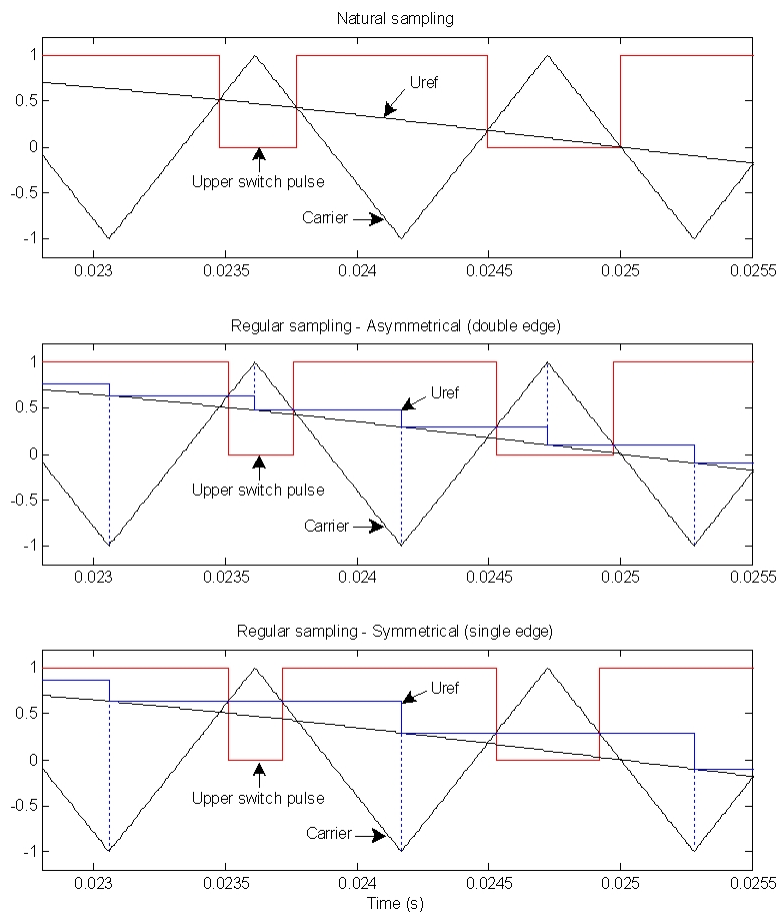 Natural sampling
1
0.5
0
-0.5
-1
Uref
Upper switch pulse
Carrier
0.023 0.0235 0.024 0.0245 0.025 0.0255
Regular sampling - Asymmetrical (double edge)
1
0.5
0
-0.5
-1
Uref
Upper switch pulse
Carrier
0.023 0.0235 0.024 0.0245 0.025 0.0255
Regular sampling - Symmetrical (single edge)
1
0.5
0
-0.5
-1
Uref
Upper switch pulse
Carrier
0.023 0.0235 0.024 0.0245 0.025 0.0255
Time (s)